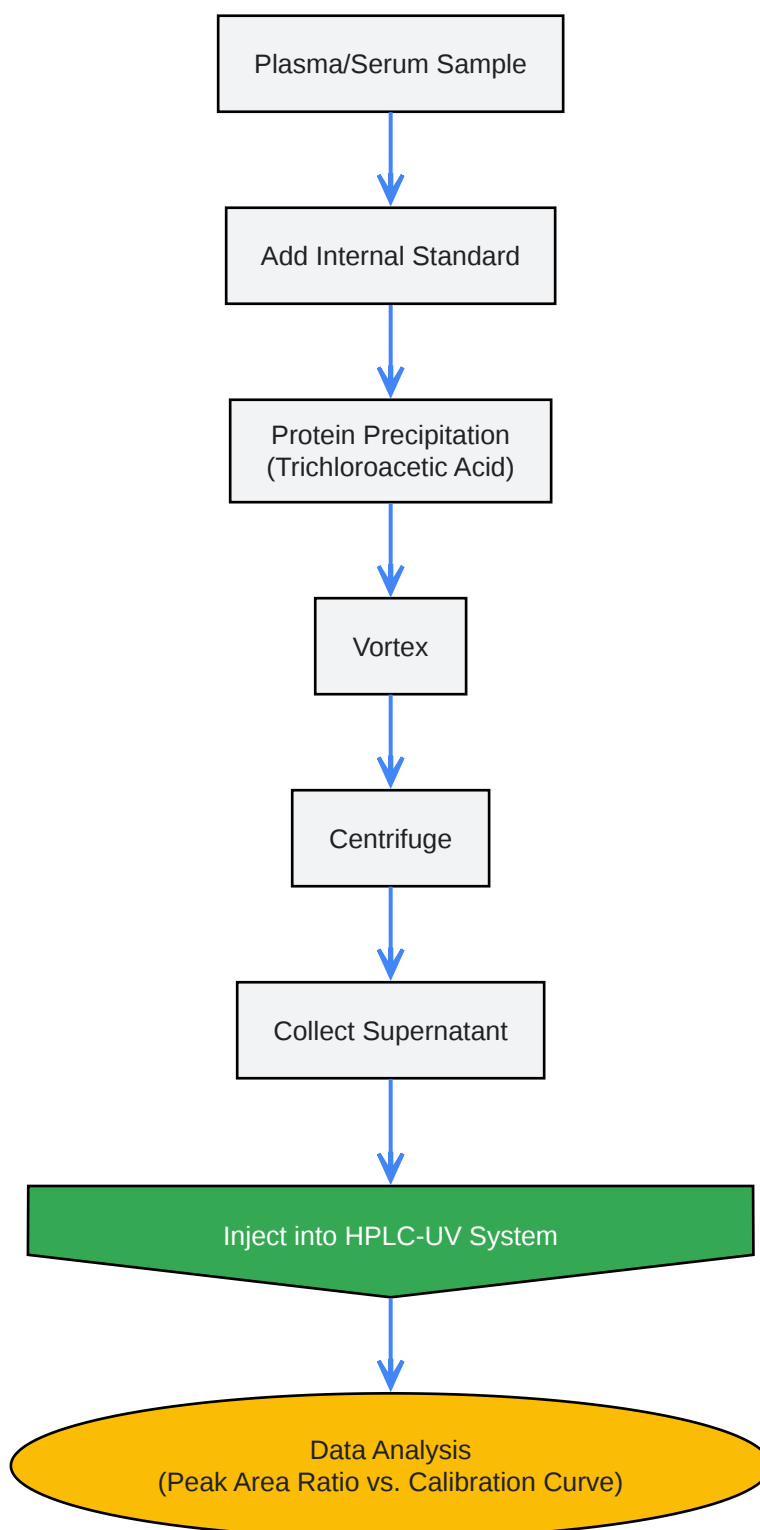 Plasma/Serum Sample
Add Internal Standard
Protein Precipitation
(Trichloroacetic Acid)
Vortex
Centrifuge
Collect Supernatant
Inject into HPLC-UV System
Data Analysis
(Peak Area Ratio vs. Calibration Curve)